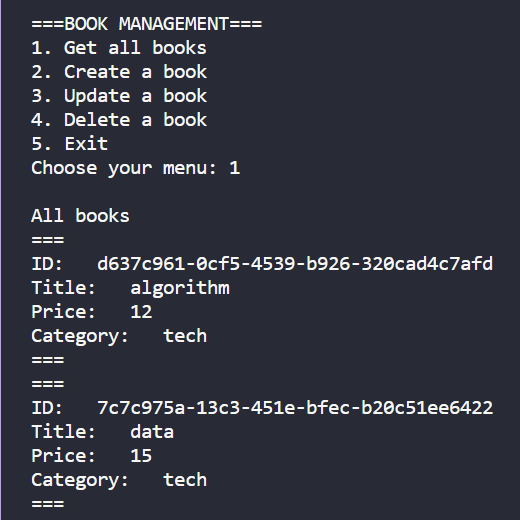 ===BOOK MANAGEMENT===
1. Get all books
2. Create a book
3. Update a book
4. Delete a book
5. Exit
Choose your menu: 1

All books
===
ID:   d637c961-0cf5-4539-b926-320cad4c7afd
Title:   algorithm
Price:   12
Category:   tech
===
===
ID:   7c7c975a-13c3-451e-bfec-b20c51ee6422
Title:   data
Price:   15
Category:   tech
===